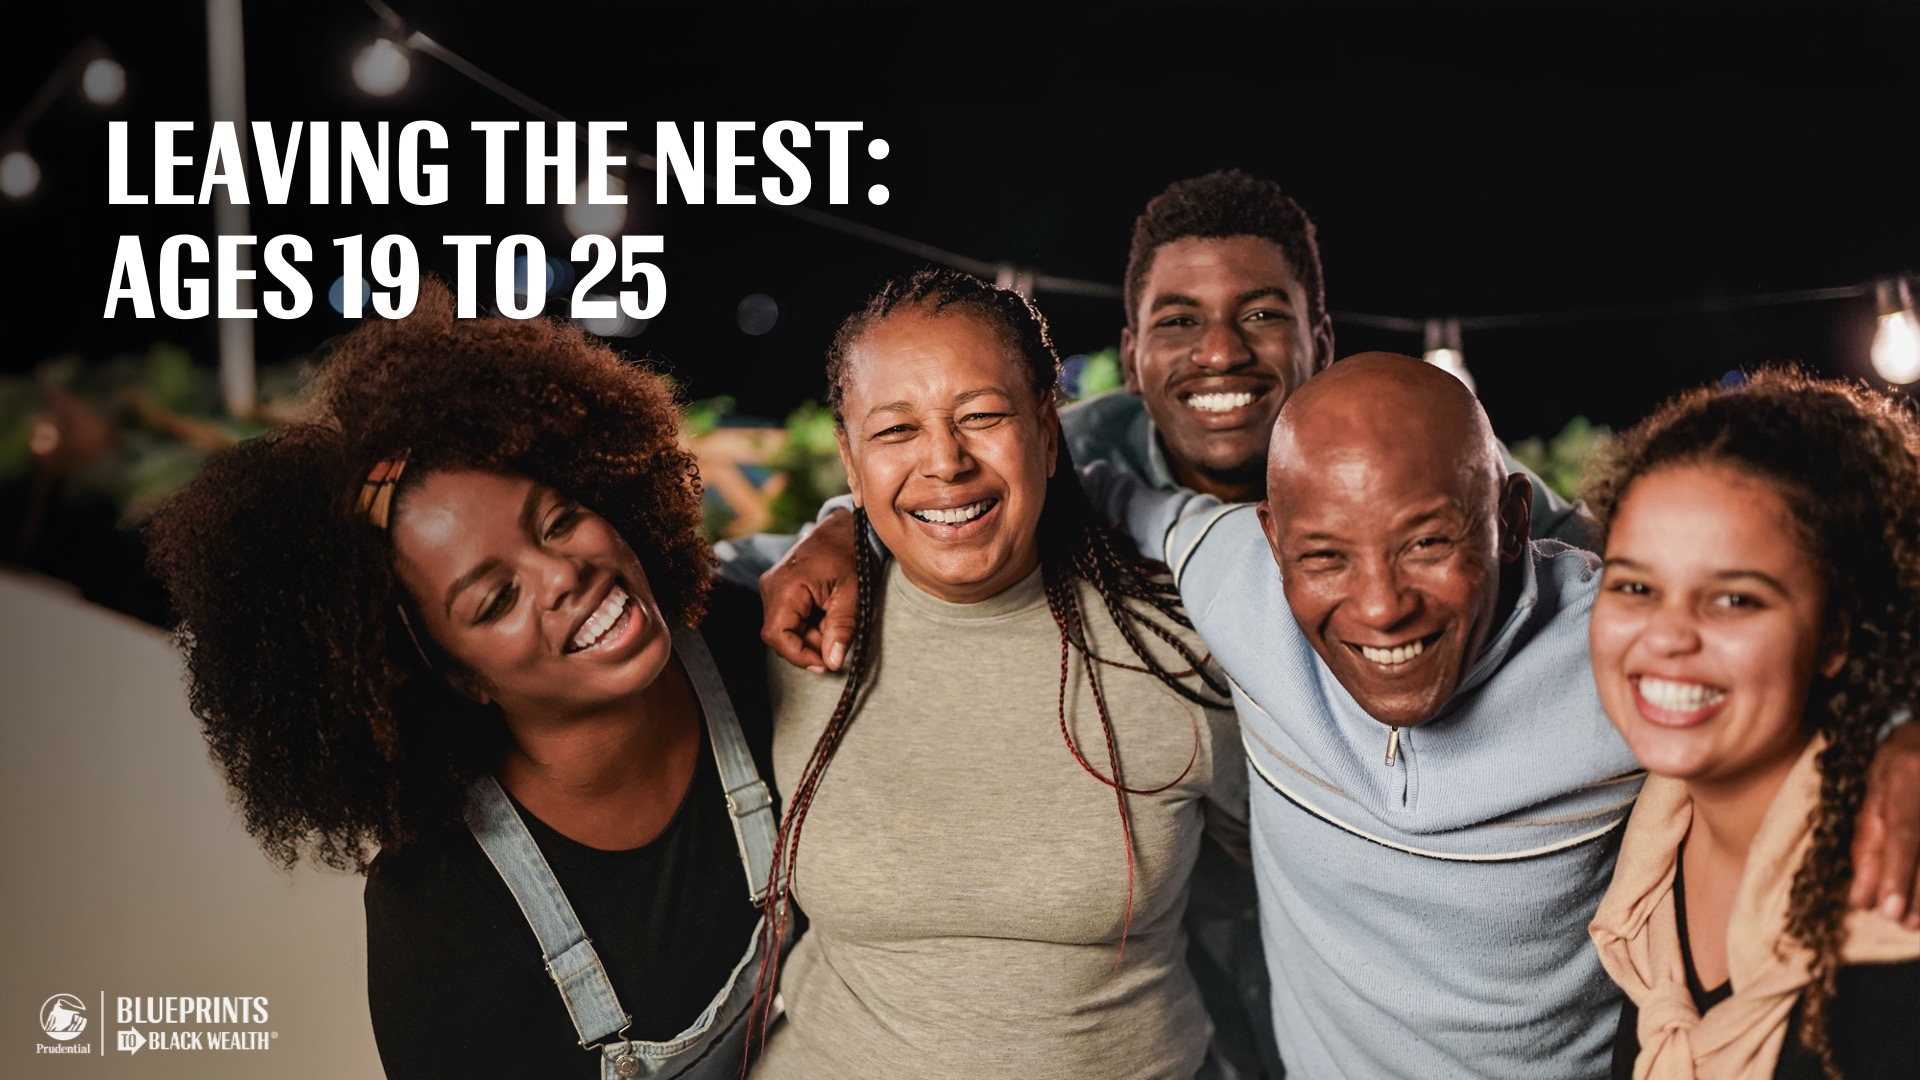 LEAVING THE NEST:
AGES 19 TO 25
Prudential
BLUEPRINTS
TO BLACK WEALTH®